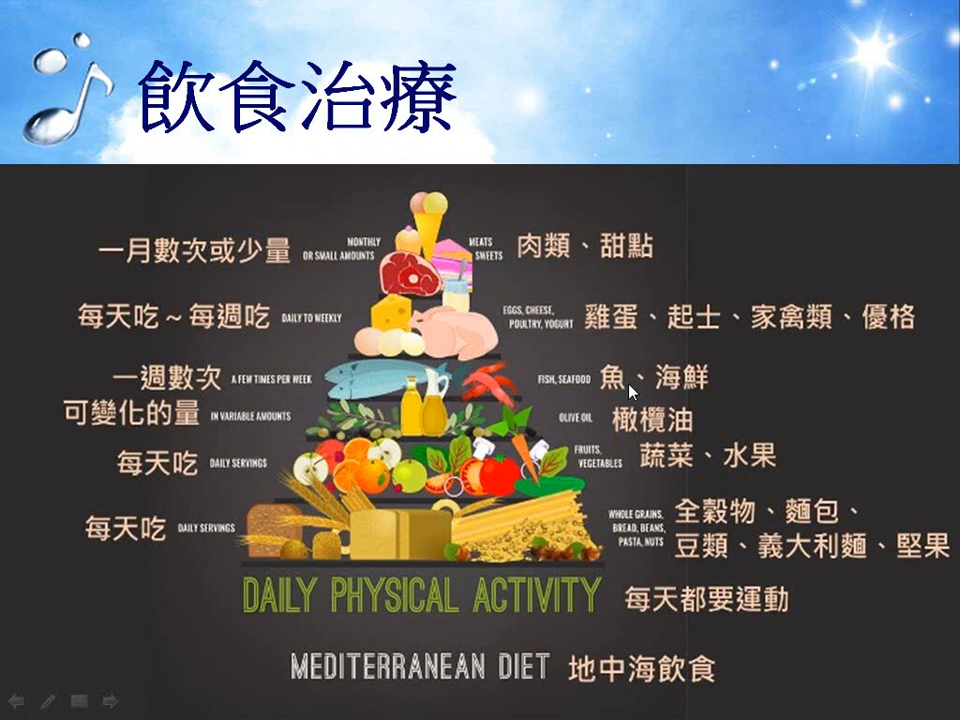 飲食治療
一月數次或少量 MONTHLY OR SMALL AMOUNTS MEATS SWEETS 肉類、甜點
每天吃~每週吃 DAILY TO WEEKLY EGGS, CHEESE, POULTRY, YOGURT 雞蛋、起士、家禽類、優格
一週數次 A FEW TIMES PER WEEK FISH, SEAFOOD 魚、海鮮
可變化的量 IN VARIABLE AMOUNTS OLIVE OIL 橄欖油
每天吃 DAILY SERVINGS FRUITS, VEGETABLES 蔬菜、水果
每天吃 DAILY SERVINGS WHOLE GRAINS, BREAD, BEANS, PASTA, NUTS 全穀物、麵包、
豆類、義大利麵、堅果
DAILY PHYSICAL ACTIVITY 每天都要運動
MEDITERRANEAN DIET 地中海飲食